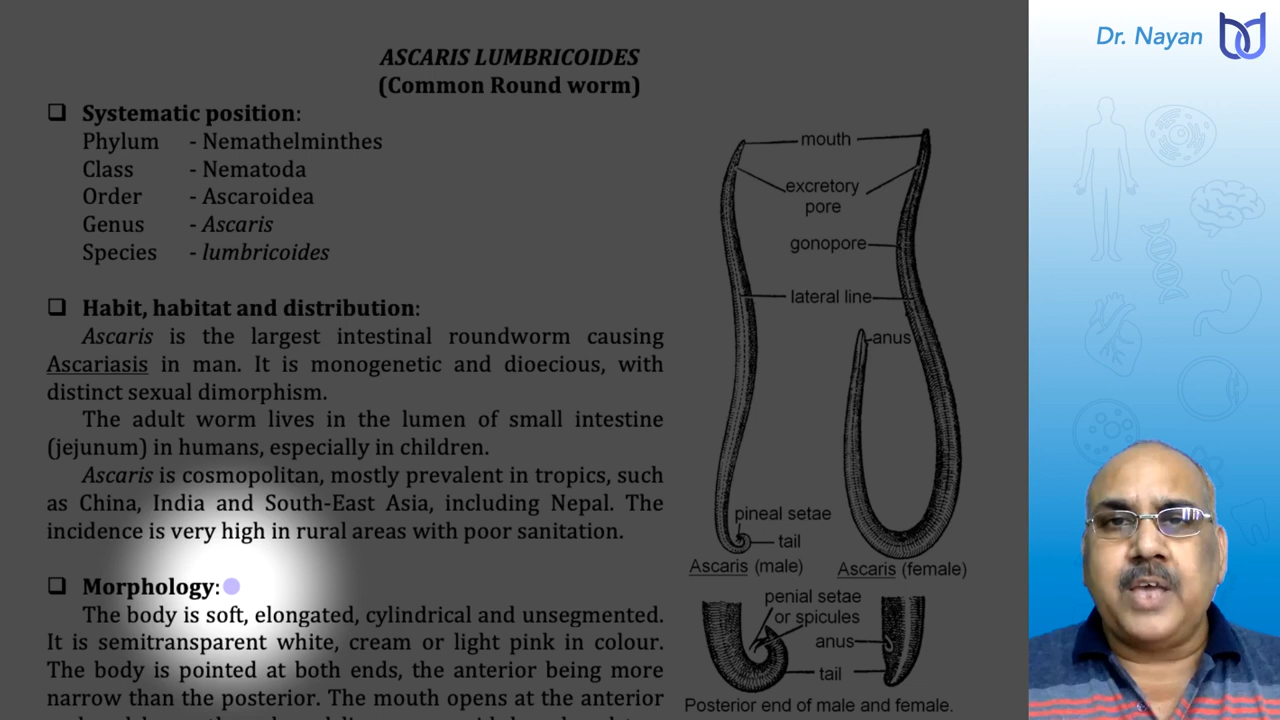 Dr. Nayan
ASCARIS LUMBRICOIDES
(Common Round worm)
❑ Systematic position:
Phylum - Nemathelminthes
Class - Nematoda
Order - Ascaroidea
Genus - Ascaris
Species - lumbricoides
❑ Habit, habitat and distribution:
Ascaris is the largest intestinal roundworm causing
Ascariasis in man. It is monogenetic and dioecious, with
distinct sexual dimorphism.
The adult worm lives in the lumen of small intestine
(jejunum) in humans, especially in children.
Ascaris is cosmopolitan, mostly prevalent in tropics, such
as China, India and South-East Asia, including Nepal. The
incidence is very high in rural areas with poor sanitation.
❑ Morphology:
The body is soft, elongated, cylindrical and unsegmented.
It is semitransparent white, cream or light pink in colour.
The body is pointed at both ends, the anterior being more
narrow than the posterior. The mouth opens at the anterior
mouth
excretory
pore
gonopore
lateral line
anus
pineal setae
tail
Ascaris (male)
Ascaris (female)
penial setae
or spicules
anus
tail
Posterior end of male and female.